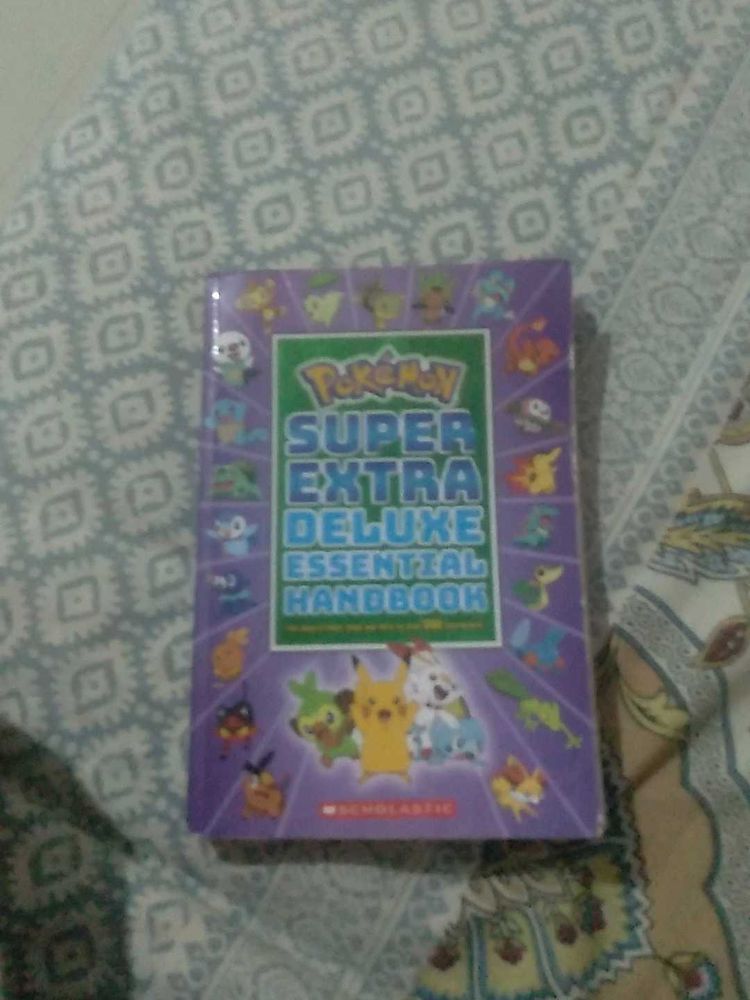 POKéMON
SUPER
EXTRA
DELUXE
ESSENTIAL
HANDBOOK
SCHOLASTIC